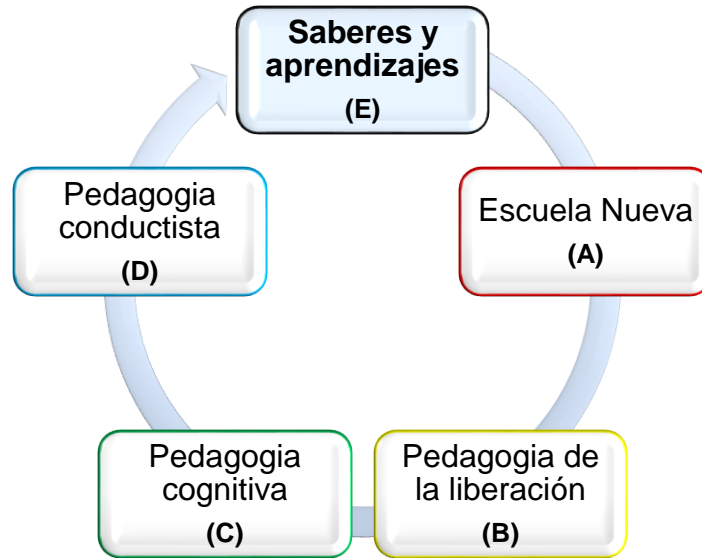 Saberes y
aprendizajes
(E)
Escuela Nueva
(A)
Pedagogia de
la liberación
(B)
Pedagogia
cognitiva
(C)
Pedagogia
conductista
(D)